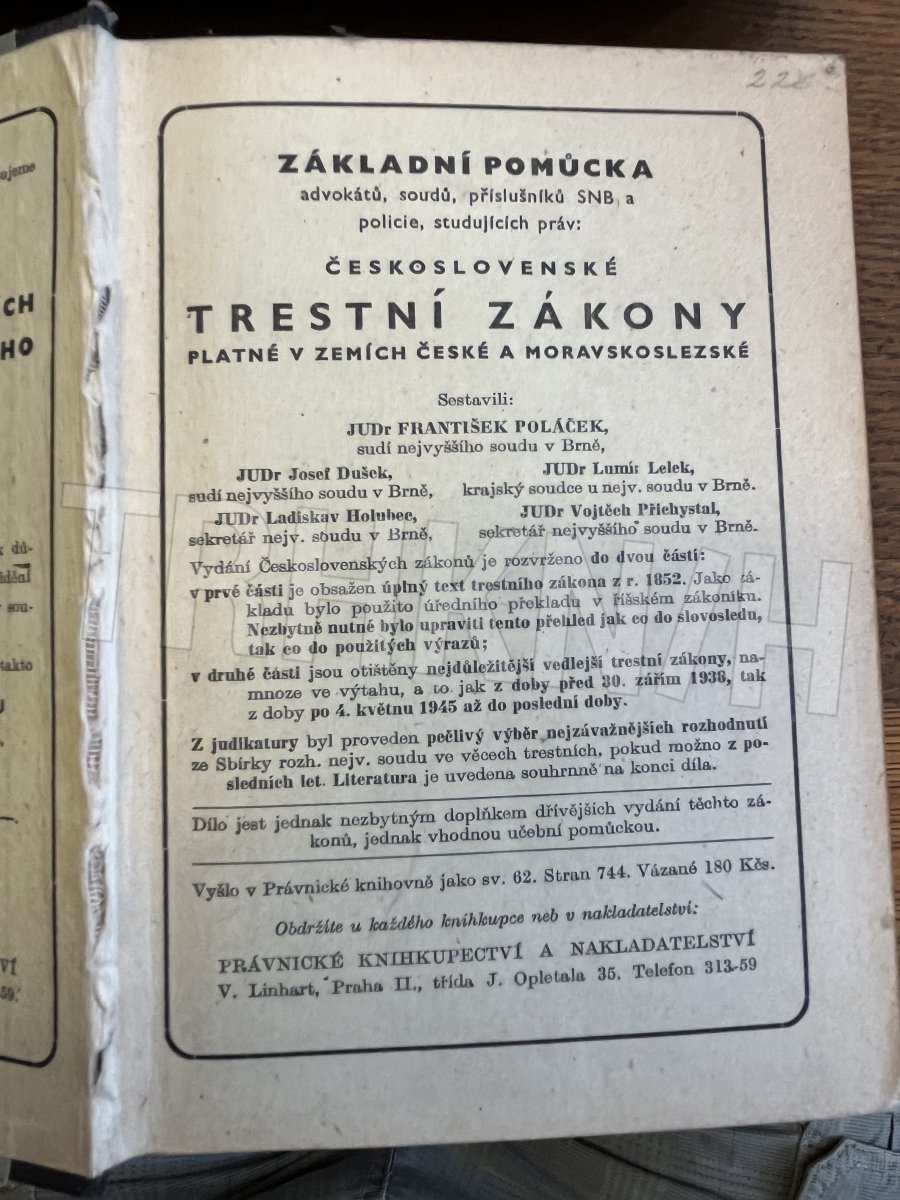 ajeme
CH
HO
dů-
sou-
takto
22
ZÁKLADNÍ POMŮCKA
advokátů, soudů, příslušníků SNB a
policie, studujících práv:
ČESKOSLOVENSKÉ
TRESTNÍ ZÁKONY
PLATNÉ V ZEMÍCH ČESKÉ A MORAVSKOSLEZSKÉ
Sestavili:
JUDr FRANTIŠEK POLÁČEK,
sudí nejvyššího soudu v Brně,
JUDr Josef Dušek,
sudí nejvyššího soudu v Brně,
JUDr Lumír Lelek,
krajský soudce u nejv. soudu v Brně.
JUDr Ladiskav Holubec,
sekretář nejv. soudu v Brně,
JUDr Vojtěch Přichystal,
sekretář nejvyššího soudu v Brně.
Vydání Československých zákonů je rozvrženo do dvou částí:
v prvé části je obsažen úplný text trestního zákona z r. 1852. Jako zá-
kladu bylo použito úředního překladu v říšském zákoníku.
Nezbytně nutné bylo upraviti tento přehled jak co do slovosledu,
tak co do použitých výrazů;
v druhé části jsou otištěny nejdůležitější vedlejší trestní zákony, na-
mnoze ve výtahu, a to jak z doby před 30. zářím 1938, tak
z doby po 4. květnu 1945 až do poslední doby.
Z judikatury byl proveden pečlivý výběr nejzávažnějších rozhodnutí
ze Sbírky rozh. nejv. soudu ve věcech trestních, pokud možno z po-
sledních let. Literatura je uvedena souhrnně na konci díla.
Dílo jest jednak nezbytným doplňkem dřívějších vydání těchto zá-
konů, jednak vhodnou učební pomůckou.
Vyšlo v Právnické knihovně jako sv. 62. Stran 744. Vázané 180 Kčs.
Obdržíte u každého knihkupce neb v nakladatelství:
PRÁVNICKÉ KNIHKUPECTVÍ A NAKLADATELSTVÍ
V. Linhart, Praha II., třída J. Opletala 35. Telefon 313-59